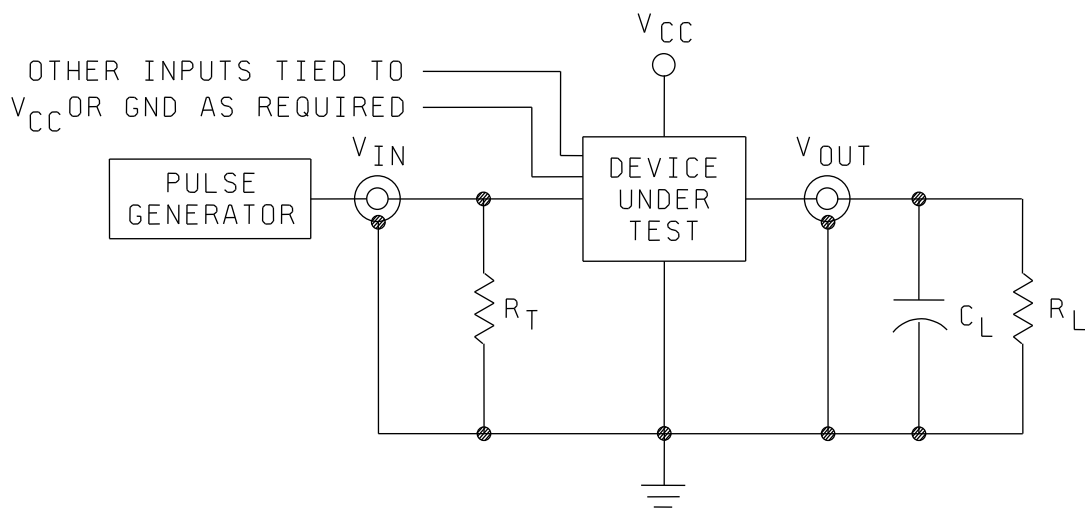 VCC
OTHER INPUTS TIED TO
VCC OR GND AS REQUIRED
VIN
VOUT
PULSE
GENERATOR
DEVICE
UNDER
TEST
RT
CL
RL